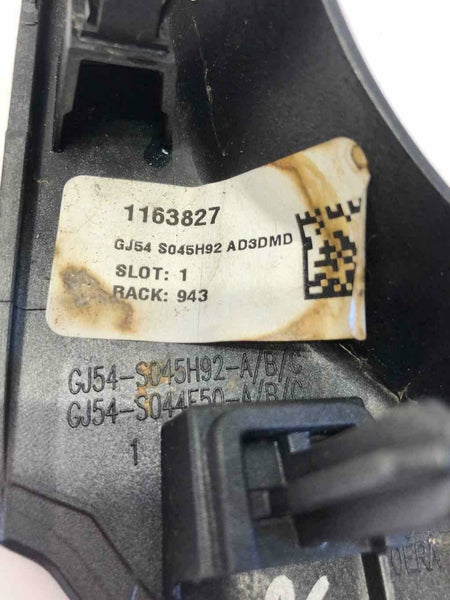 1163827
GJ54 S045H92 AD3DMD
SLOT: 1
RACK: 943
GJ54-S045H92-A/B/C
GJ54-S044F50-A/B/C
1